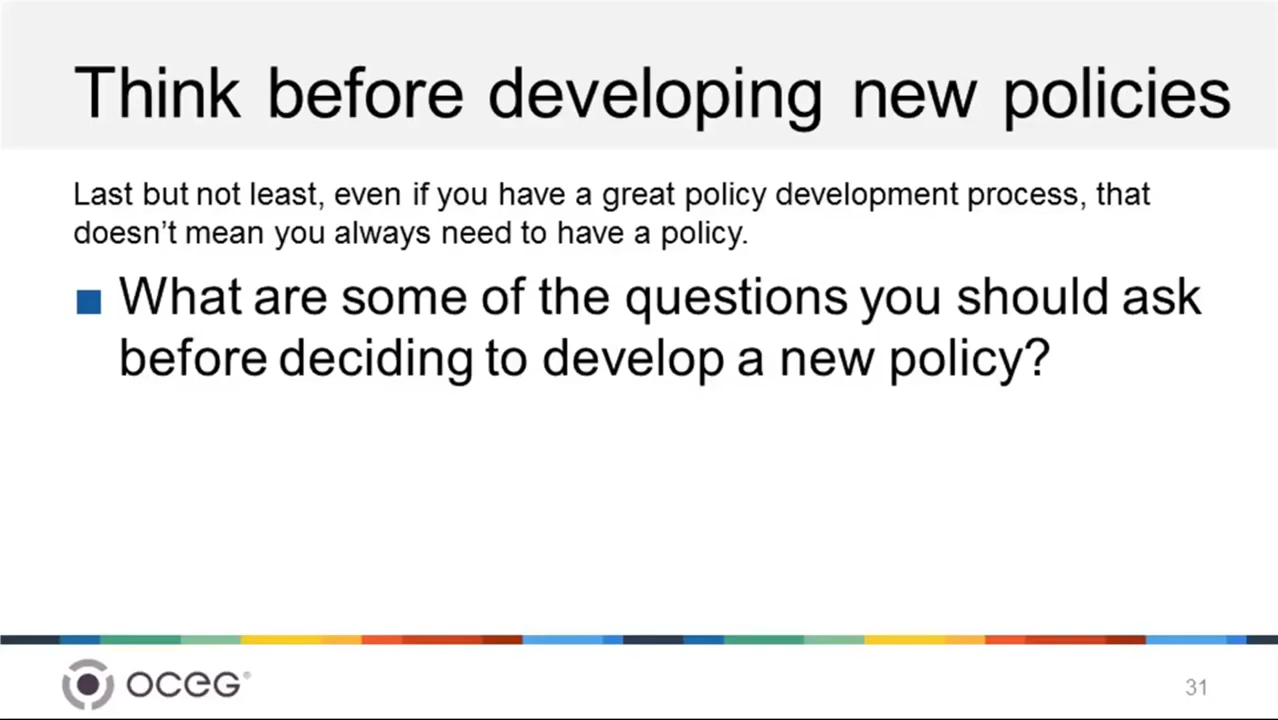 Think before developing new policies
Last but not least, even if you have a great policy development process, that
doesn't mean you always need to have a policy.
■ What are some of the questions you should ask
before deciding to develop a new policy?
OCEG®
31